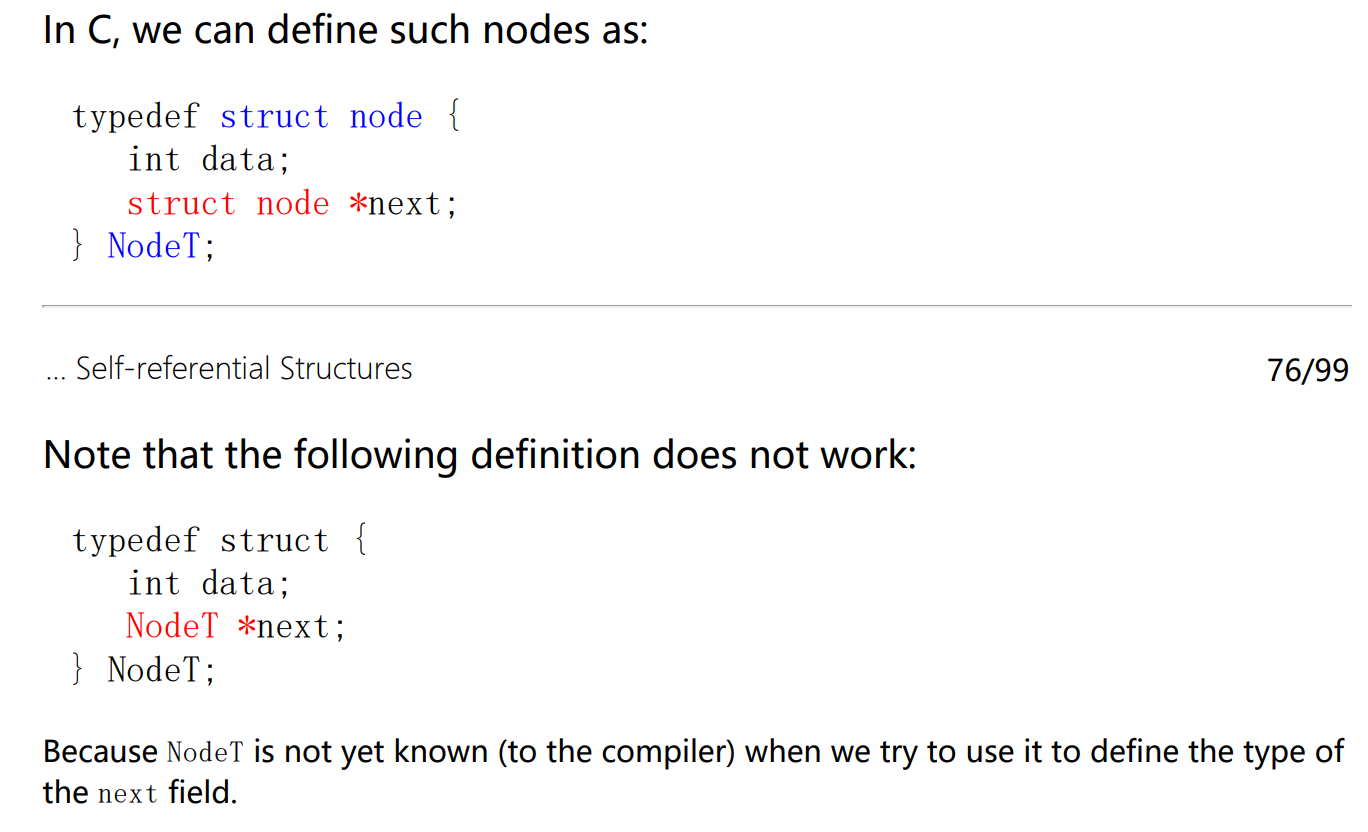 In C, we can define such nodes as:
typedef struct node {
int data;
struct node *next;
} NodeT;
... Self-referential Structures
76/99
Note that the following definition does not work:
typedef struct {
int data;
NodeT *next;
} NodeT;
Because NodeT is not yet known (to the compiler) when we try to use it to define the type of
the next field.